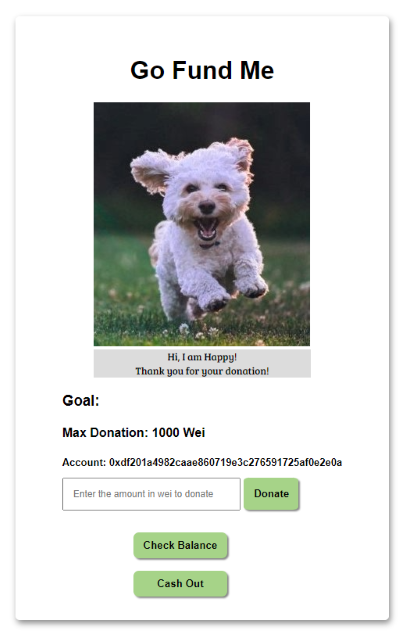 Go Fund Me
Hi, I am Happy!
Thank you for your donation!
Goal:
Max Donation: 1000 Wei
Account: 0xdf201a4982caae860719e3c276591725af0e2e0a
Enter the amount in wei to donate
Donate
Check Balance
Cash Out